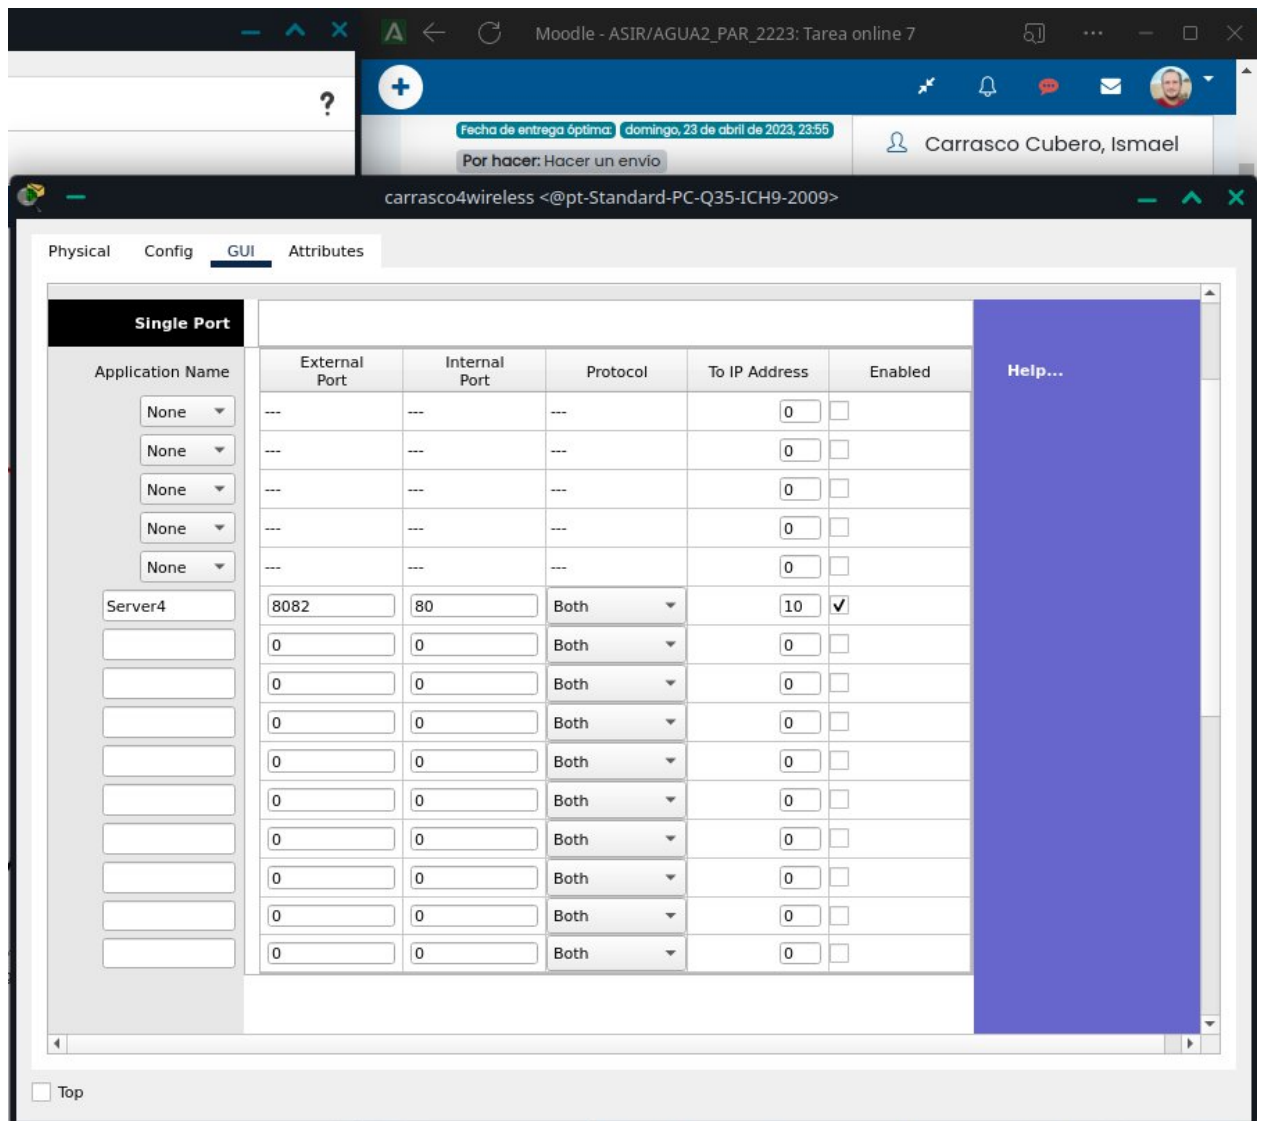 Moodle - ASIR/AGUA2_PAR_2223: Tarea online 7
?
Fecha de entrega óptima: domingo, 23 de abril de 2023, 23:55
Por hacer: Hacer un envío
Carrasco Cubero, Ismael
carrasco4wireless <@pt-Standard-PC-Q35-ICH9-2009>
Physical Config GUI Attributes
Single Port
Application Name External Port Internal Port Protocol To IP Address Enabled Help...
None --- --- --- 0
None --- --- --- 0
None --- --- --- 0
None --- --- --- 0
None --- --- --- 0
Server4 8082 80 Both 10
0 0 Both 0
0 0 Both 0
0 0 Both 0
0 0 Both 0
0 0 Both 0
0 0 Both 0
0 0 Both 0
0 0 Both 0
0 0 Both 0
Top